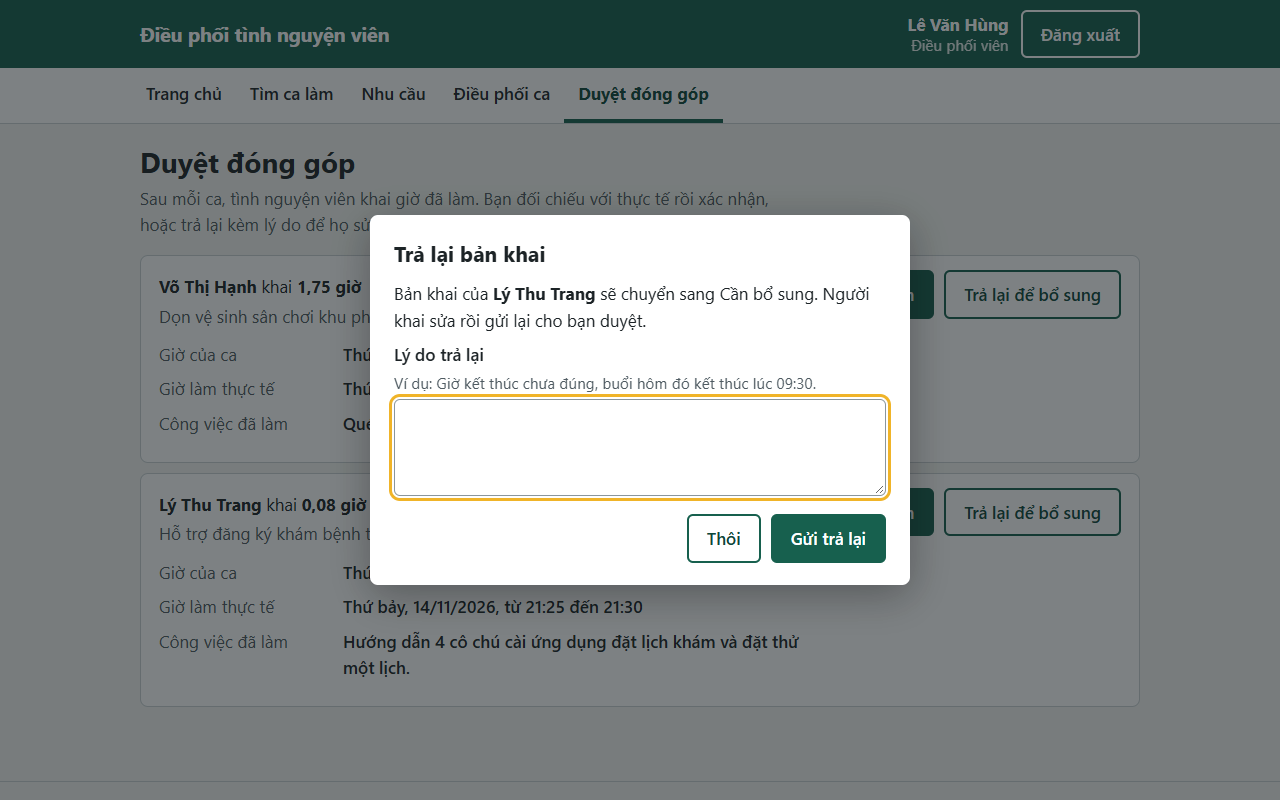 Điều phối tình nguyện viên
Lê Văn Hùng
Điều phối viên
Đăng xuất
Trang chủ
Tìm ca làm
Nhu cầu
Điều phối ca
Duyệt đóng góp
Duyệt đóng góp
Sau mỗi ca, tình nguyện viên khai giờ đã làm. Bạn đối chiếu với thực tế rồi xác nhận,
hoặc trả lại kèm lý do để họ
Trả lại bản khai
Bản khai của Lý Thu Trang sẽ chuyển sang Cần bổ sung. Người
khai sửa rồi gửi lại cho bạn duyệt.
Lý do trả lại
Ví dụ: Giờ kết thúc chưa đúng, buổi hôm đó kết thúc lúc 09:30.
Thôi
Gửi trả lại
Võ Thị Hạnh khai 1,75 giờ
Trả lại để bổ sung
Dọn vệ sinh sân chơi khu
Giờ của ca
Giờ làm thực tế
Công việc đã làm
Lý Thu Trang khai 0,08 giờ
Trả lại để bổ sung
Hỗ trợ đăng ký khám bệnh
Giờ của ca
Giờ làm thực tế
Thứ bảy, 14/11/2026, từ 21:25 đến 21:30
Công việc đã làm
Hướng dẫn 4 cô chú cài ứng dụng đặt lịch khám và đặt thử
một lịch.